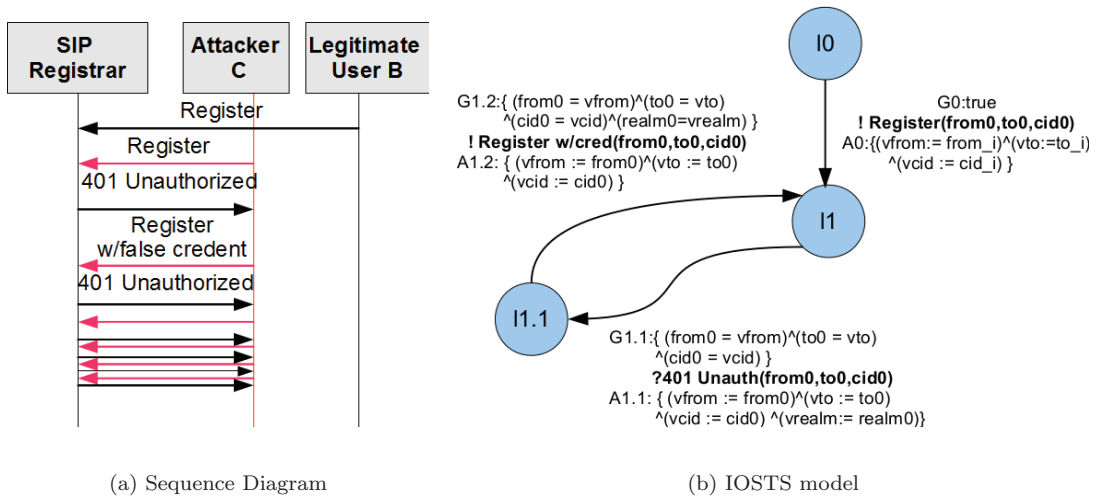 SIP
Registrar
Attacker
C
Legitimate
User B
Register
Register
401 Unauthorized
Register
w/false credent
401 Unauthorized
(a) Sequence Diagram
l0
G1.2:{ (from0 = vfrom)^(to0 = vto)
^(cid0 = vcid)^(realm0=vrealm) }
! Register w/cred(from0,to0,cid0)
A1.2: { (vfrom := from0)^(vto := to0)
^(vcid := cid0) }
G0:true
! Register(from0,to0,cid0)
A0:{(vfrom:= from_i)^(vto:=to_i)
^(vcid := cid_i) }
l1
l1.1
G1.1:{ (from0 = vfrom)^(to0 = vto)
^(cid0 = vcid) }
?401 Unauth(from0,to0,cid0)
A1.1: { (vfrom := from0)^(vto := to0)
^(vcid := cid0) ^(vrealm:= realm0)}
(b) IOSTS model